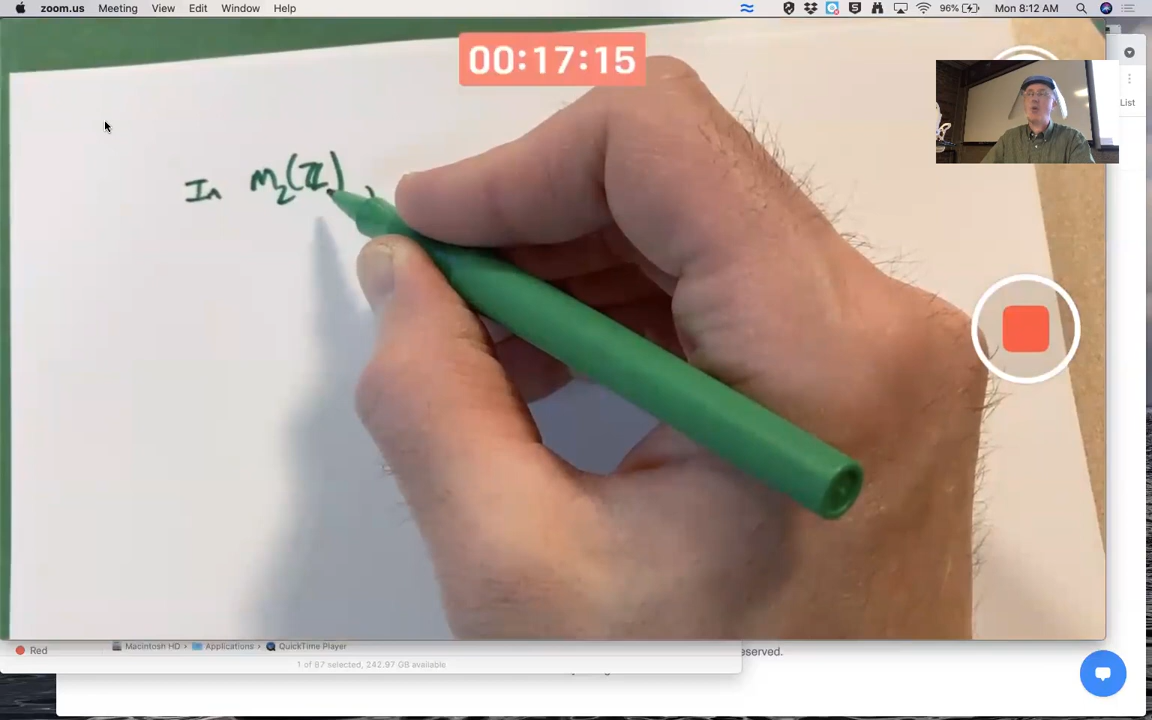 zoom.us Meeting View Edit Window Help 96% Mon 8:12 AM
00:17:15
List
In M₂(ℤ),
Red
Macintosh HD › Applications › QuickTime Player
1 of 87 selected, 242.97 GB available
eserved.